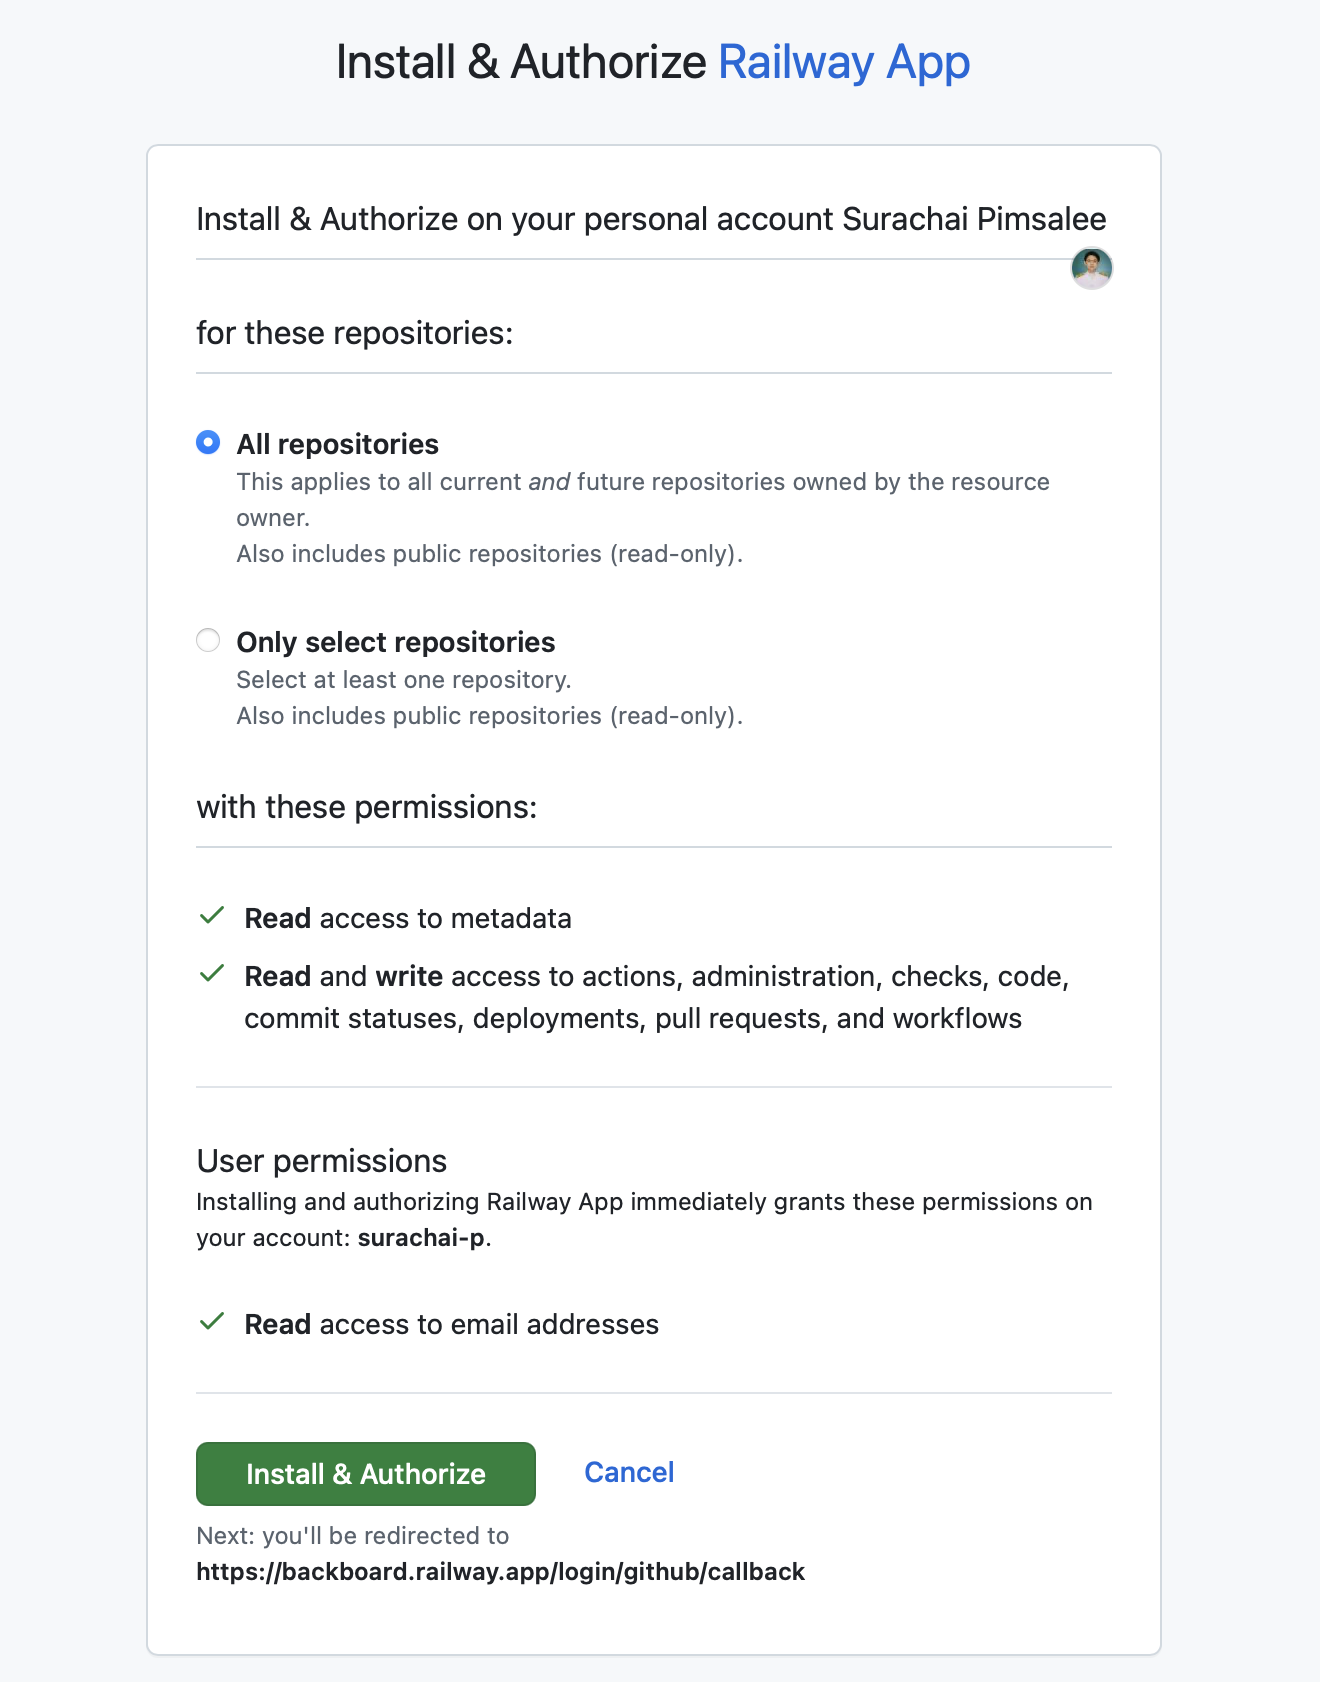 Install & Authorize Railway App
Install & Authorize on your personal account Surachai Pimsalee
for these repositories:
All repositories
This applies to all current and future repositories owned by the resource
owner.
Also includes public repositories (read-only).
Only select repositories
Select at least one repository.
Also includes public repositories (read-only).
with these permissions:
Read access to metadata
Read and write access to actions, administration, checks, code,
commit statuses, deployments, pull requests, and workflows
User permissions
Installing and authorizing Railway App immediately grants these permissions on
your account: surachai-p.
Read access to email addresses
Install & Authorize Cancel
Next: you'll be redirected to
https://backboard.railway.app/login/github/callback